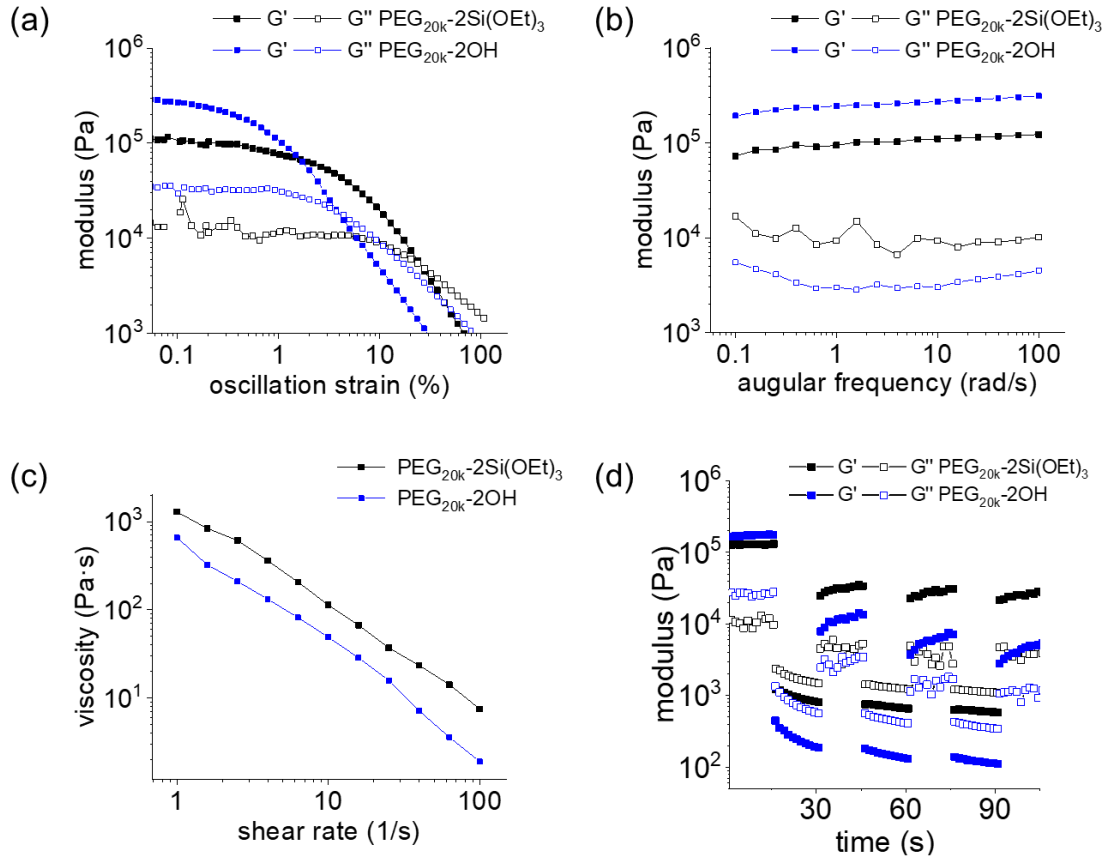 (a)
G' G'' PEG20k-2Si(OEt)3
G' G'' PEG20k-2OH
10^6
10^5
10^4
10^3
modulus (Pa)
0.1 1 10 100
oscillation strain (%)
(b)
G' G'' PEG20k-2Si(OEt)3
G' G'' PEG20k-2OH
10^6
10^5
10^4
10^3
modulus (Pa)
0.1 1 10 100
augular frequency (rad/s)
(c)
PEG20k-2Si(OEt)3
PEG20k-2OH
10^3
10^2
10^1
viscosity (Pa·s)
1 10 100
shear rate (1/s)
(d)
G' G'' PEG20k-2Si(OEt)3
G' G'' PEG20k-2OH
10^6
10^5
10^4
10^3
10^2
modulus (Pa)
30 60 90
time (s)